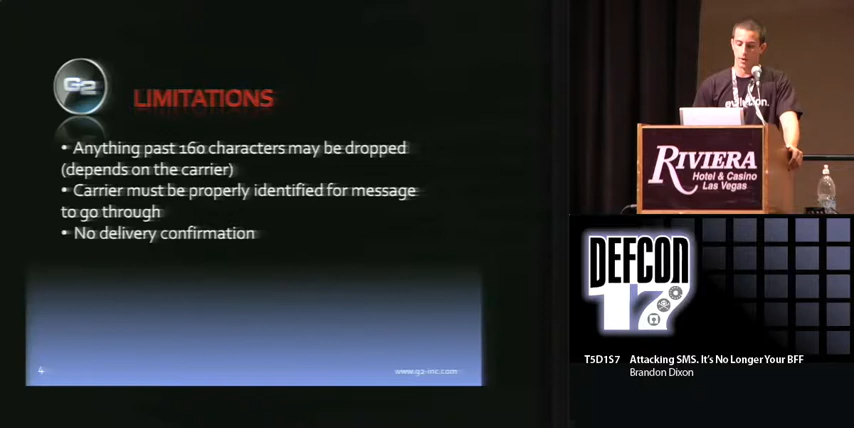 G2
LIMITATIONS
• Anything past 160 characters may be dropped
(depends on the carrier)
• Carrier must be properly identified for message
to go through
• No delivery confirmation
4
www.g2-inc.com
RIVIERA
Hotel & Casino
Las Vegas
DEFCON
17
T5D1S7 Attacking SMS. It's No Longer Your BFF
Brandon Dixon